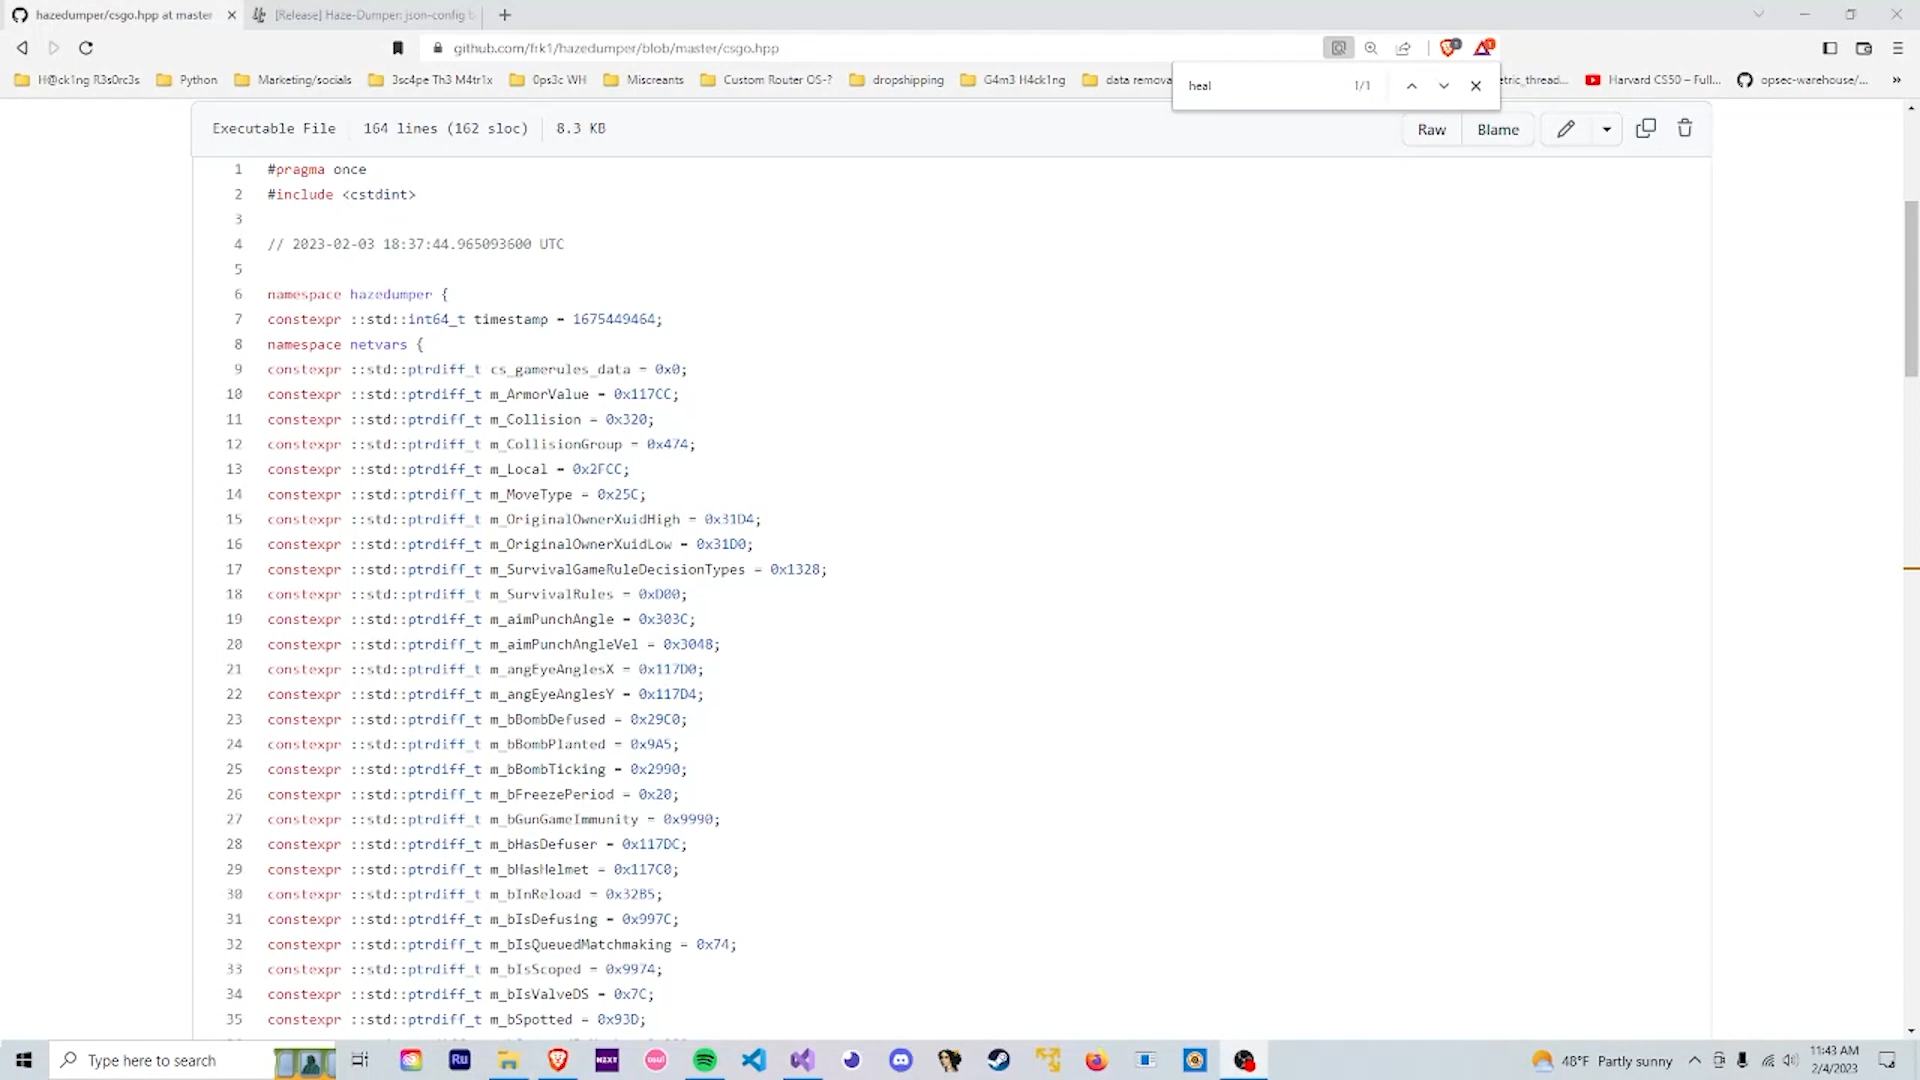 hazedumper/csgo.hpp at master
[Release] Haze-Dumper: json-config b
github.com/frk1/hazedumper/blob/master/csgo.hpp
H@ck1ng R3s0rc3s
Python
Marketing/socials
3sc4pe Th3 M4tr1x
0ps3c WH
Miscreants
Custom Router OS-?
dropshipping
G4m3 H4ck1ng
data remova
etric_thread...
Harvard CS50 – Full...
opsec-warehouse/...
»
heal
1/1
Executable File 164 lines (162 sloc) 8.3 KB
Raw
Blame
1 #pragma once
2 #include <cstdint>
3
4 // 2023-02-03 18:37:44.965093600 UTC
5
6 namespace hazedumper {
7 constexpr ::std::int64_t timestamp = 1675449464;
8 namespace netvars {
9 constexpr ::std::ptrdiff_t cs_gamerules_data = 0x0;
10 constexpr ::std::ptrdiff_t m_ArmorValue = 0x117CC;
11 constexpr ::std::ptrdiff_t m_Collision = 0x320;
12 constexpr ::std::ptrdiff_t m_CollisionGroup = 0x474;
13 constexpr ::std::ptrdiff_t m_Local = 0x2FCC;
14 constexpr ::std::ptrdiff_t m_MoveType = 0x25C;
15 constexpr ::std::ptrdiff_t m_OriginalOwnerXuidHigh = 0x31D4;
16 constexpr ::std::ptrdiff_t m_OriginalOwnerXuidLow = 0x31D0;
17 constexpr ::std::ptrdiff_t m_SurvivalGameRuleDecisionTypes = 0x1328;
18 constexpr ::std::ptrdiff_t m_SurvivalRules = 0xD00;
19 constexpr ::std::ptrdiff_t m_aimPunchAngle = 0x303C;
20 constexpr ::std::ptrdiff_t m_aimPunchAngleVel = 0x3048;
21 constexpr ::std::ptrdiff_t m_angEyeAnglesX = 0x117D0;
22 constexpr ::std::ptrdiff_t m_angEyeAnglesY = 0x117D4;
23 constexpr ::std::ptrdiff_t m_bBombDefused = 0x29C0;
24 constexpr ::std::ptrdiff_t m_bBombPlanted = 0x9A5;
25 constexpr ::std::ptrdiff_t m_bBombTicking = 0x2990;
26 constexpr ::std::ptrdiff_t m_bFreezePeriod = 0x20;
27 constexpr ::std::ptrdiff_t m_bGunGameImmunity = 0x9990;
28 constexpr ::std::ptrdiff_t m_bHasDefuser = 0x117DC;
29 constexpr ::std::ptrdiff_t m_bHasHelmet = 0x117C0;
30 constexpr ::std::ptrdiff_t m_bInReload = 0x32B5;
31 constexpr ::std::ptrdiff_t m_bIsDefusing = 0x997C;
32 constexpr ::std::ptrdiff_t m_bIsQueuedMatchmaking = 0x74;
33 constexpr ::std::ptrdiff_t m_bIsScoped = 0x9974;
34 constexpr ::std::ptrdiff_t m_bIsValveDS = 0x7C;
35 constexpr ::std::ptrdiff_t m_bSpotted = 0x93D;
Type here to search
Ru
NZXT
osu!
48°F Partly sunny
11:43 AM
2/4/2023